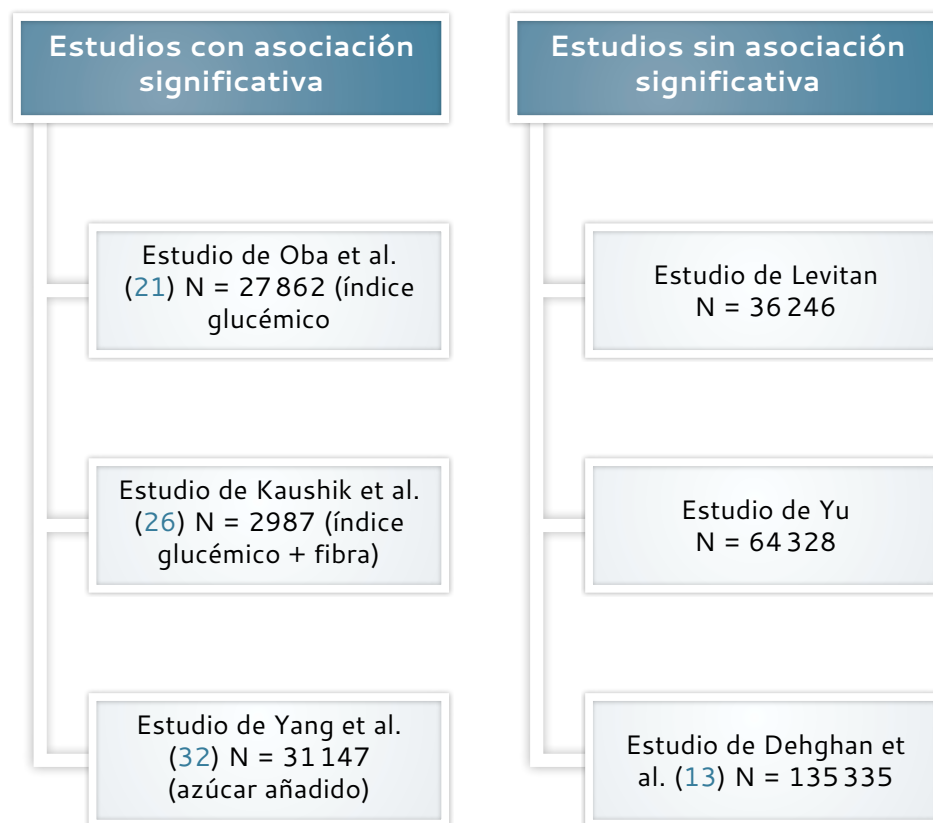 Estudios con asociación
significativa
Estudio de Oba et al.
(21) N = 27 862 (índice
glucémico
Estudio de Kaushik et al.
(26) N = 2987 (índice
glucémico + fibra)
Estudio de Yang et al.
(32) N = 31 147
(azúcar añadido)
Estudios sin asociación
significativa
Estudio de Levitan
N = 36 246
Estudio de Yu
N = 64 328
Estudio de Dehghan et
al. (13) N = 135 335